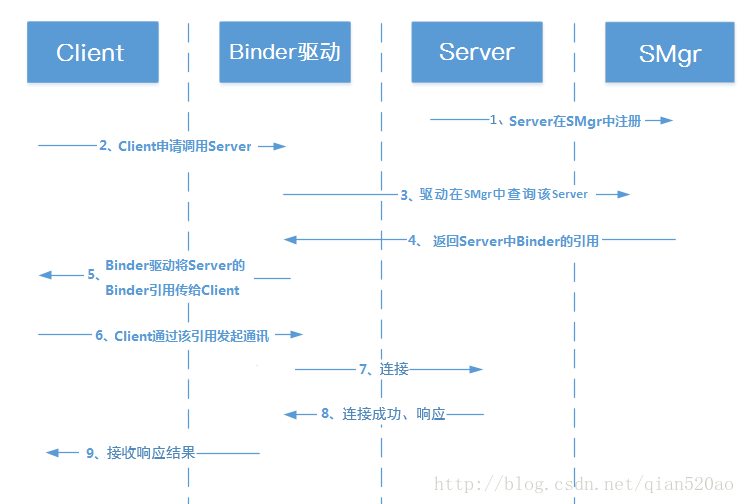 Client
Binder驱动
Server
SMgr
1、Server在SMgr中注册
2、Client申请调用Server
3、驱动在SMgr中查询该Server
4、返回Server中Binder的引用
5、Binder驱动将Server的
Binder引用传给Client
6、Client通过该引用发起通讯
7、连接
8、连接成功、响应
9、接收响应结果
http://blog.csdn.net/qian520ao